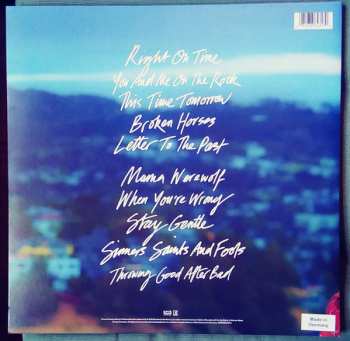 Right On Time
You And Me On The Rock
This Time Tomorrow
Broken Horses
Letter To The Past
Mama Werewolf
When You're Wrong
Stay Gentle
Sinners Saints And Fools
Throwing Good After Bad
Made in
Germany